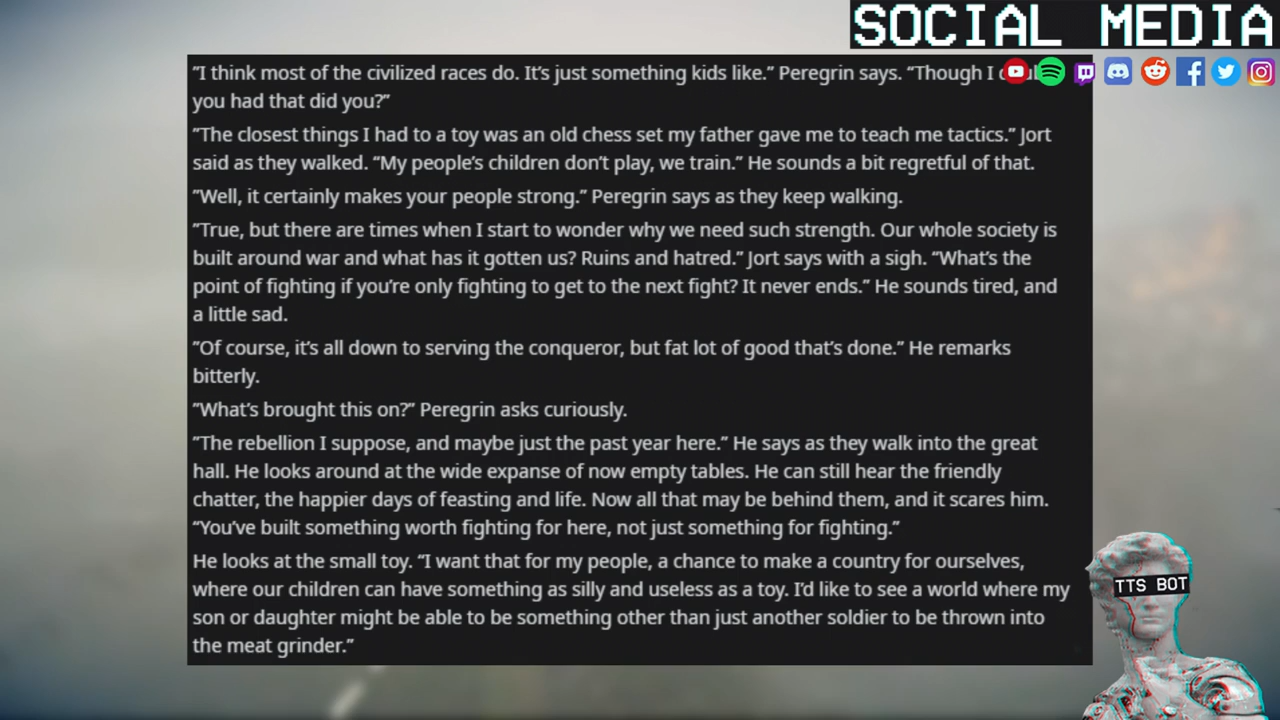 SOCIAL MEDIA
“I think most of the civilized races do. It’s just something kids like.” Peregrin says. “Though I
you had that did you?”
”The closest things I had to a toy was an old chess set my father gave me to teach me tactics.” Jort
said as they walked. “My people’s children don’t play, we train.” He sounds a bit regretful of that.
”Well, it certainly makes your people strong.” Peregrin says as they keep walking.
”True, but there are times when I start to wonder why we need such strength. Our whole society is
built around war and what has it gotten us? Ruins and hatred.” Jort says with a sigh. “What’s the
point of fighting if you’re only fighting to get to the next fight? It never ends.” He sounds tired, and
a little sad.
”Of course, it’s all down to serving the conqueror, but fat lot of good that’s done.” He remarks
bitterly.
”What’s brought this on?” Peregrin asks curiously.
”The rebellion I suppose, and maybe just the past year here.” He says as they walk into the great
hall. He looks around at the wide expanse of now empty tables. He can still hear the friendly
chatter, the happier days of feasting and life. Now all that may be behind them, and it scares him.
“You’ve built something worth fighting for here, not just something for fighting.”
He looks at the small toy. “I want that for my people, a chance to make a country for ourselves,
where our children can have something as silly and useless as a toy. I’d like to see a world where my
son or daughter might be able to be something other than just another soldier to be thrown into
the meat grinder.”
TTS BOT